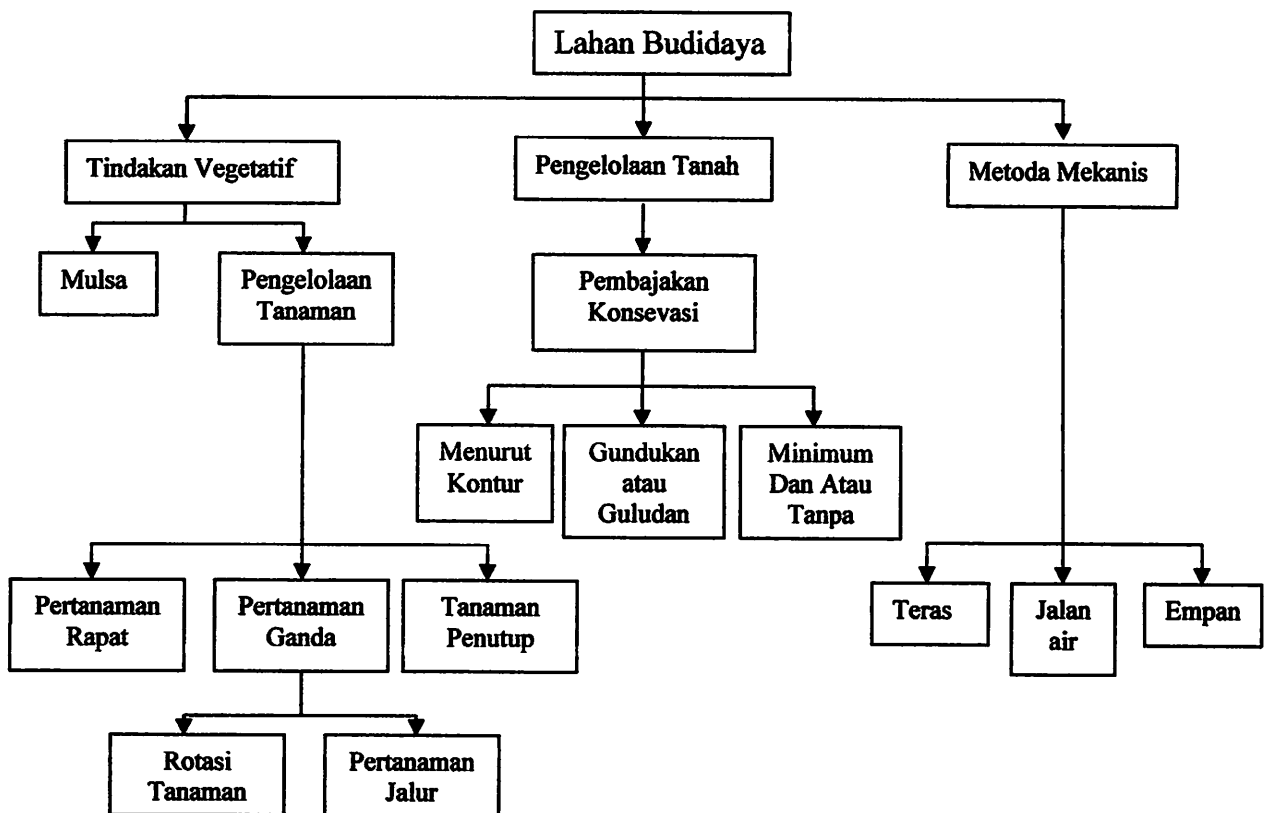 Lahan Budidaya
Tindakan Vegetatif
Pengelolaan Tanah
Metoda Mekanis
Mulsa
Pengelolaan
Tanaman
Pembajakan
Konsevasi
Menurut
Kontur
Gundukan
atau
Guludan
Minimum
Dan Atau
Tanpa
Pertanaman
Rapat
Pertanaman
Ganda
Tanaman
Penutup
Teras
Jalan
air
Empan
Rotasi
Tanaman
Pertanaman
Jalur